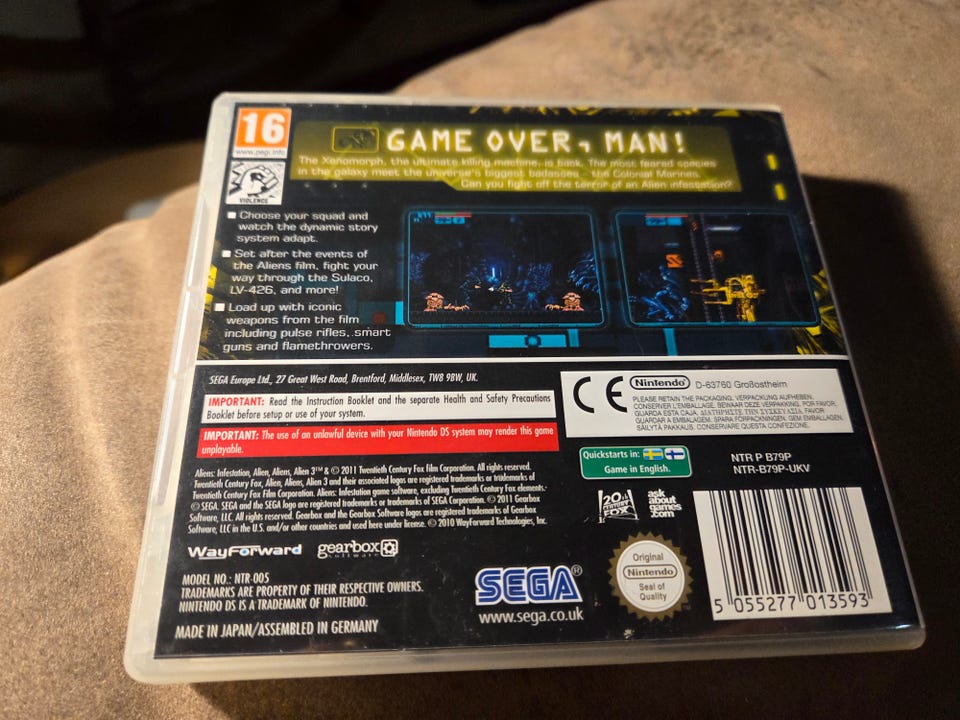 16
www.pegi.info
VIOLENCE
GAME OVER, MAN!
The Xenomorph, the ultimate killing machine, is back. The most feared species
in the galaxy meet the universe's biggest badasses - the Colonial Marines.
Can you fight off the terror of an Alien infestation?
Choose your squad and
watch the dynamic story
system adapt.
Set after the events of
the Aliens film, fight your
way through the Sulaco,
LV-426, and more!
Load up with iconic
weapons from the film
including pulse rifles, smart
guns and flamethrowers.
SEGA Europe Ltd., 27 Great West Road, Brentford, Middlesex, TW8 9BW, UK.
IMPORTANT: Read the Instruction Booklet and the separate Health and Safety Precautions
Booklet before setup or use of your system.
IMPORTANT: The use of an unlawful device with your Nintendo DS system may render this game
unplayable.
Aliens: Infestation, Alien, Aliens, Alien 3™ & © 2011 Twentieth Century Fox Film Corporation. All rights reserved.
Twentieth Century Fox, Alien, Aliens, Alien 3 and their associated logos are registered trademarks or trademarks of
Twentieth Century Fox Film Corporation. Aliens: Infestation game software, excluding Twentieth Century Fox elements.
© SEGA. SEGA and the SEGA logo are registered trademarks or trademarks of SEGA Corporation. © 2011 Gearbox
Software, LLC. All rights reserved. Gearbox and the Gearbox Software logos are registered trademarks of Gearbox
Software, LLC in the U.S. and/or other countries and used here under license. © 2010 WayForward Technologies, Inc.
WayForward gearbox software
MODEL NO.: NTR-005
TRADEMARKS ARE PROPERTY OF THEIR RESPECTIVE OWNERS.
NINTENDO DS IS A TRADEMARK OF NINTENDO.
MADE IN JAPAN/ASSEMBLED IN GERMANY
CE Nintendo D-63760 Großostheim
PLEASE RETAIN THE PACKAGING. VERPACKUNG AUFHEBEN.
CONSERVER L'EMBALLAGE. BEWAAR DEZE VERPAKKING. POR FAVOR,
GUARDA ESTA CAJA. ΔΙΑΤΗΡΗΣΤΕ ΤΗΝ ΣΥΣΚΕΥΑΣΙΑ. FAVOR
GUARDAR A EMBALAGEM. SPARA FÖRPACKNINGEN. GEM EMBALLAGEN.
SÄILYTÄ PAKKAUS. CONSERVARE QUESTA CONFEZIONE.
Quickstarts in:
Game in English.
NTR P B79P
NTR-B79P-UKV
20th CENTURY FOX
ask
about
games
.com
SEGA®
www.sega.co.uk
Original
Nintendo
Seal of
Quality
5 055277 013593